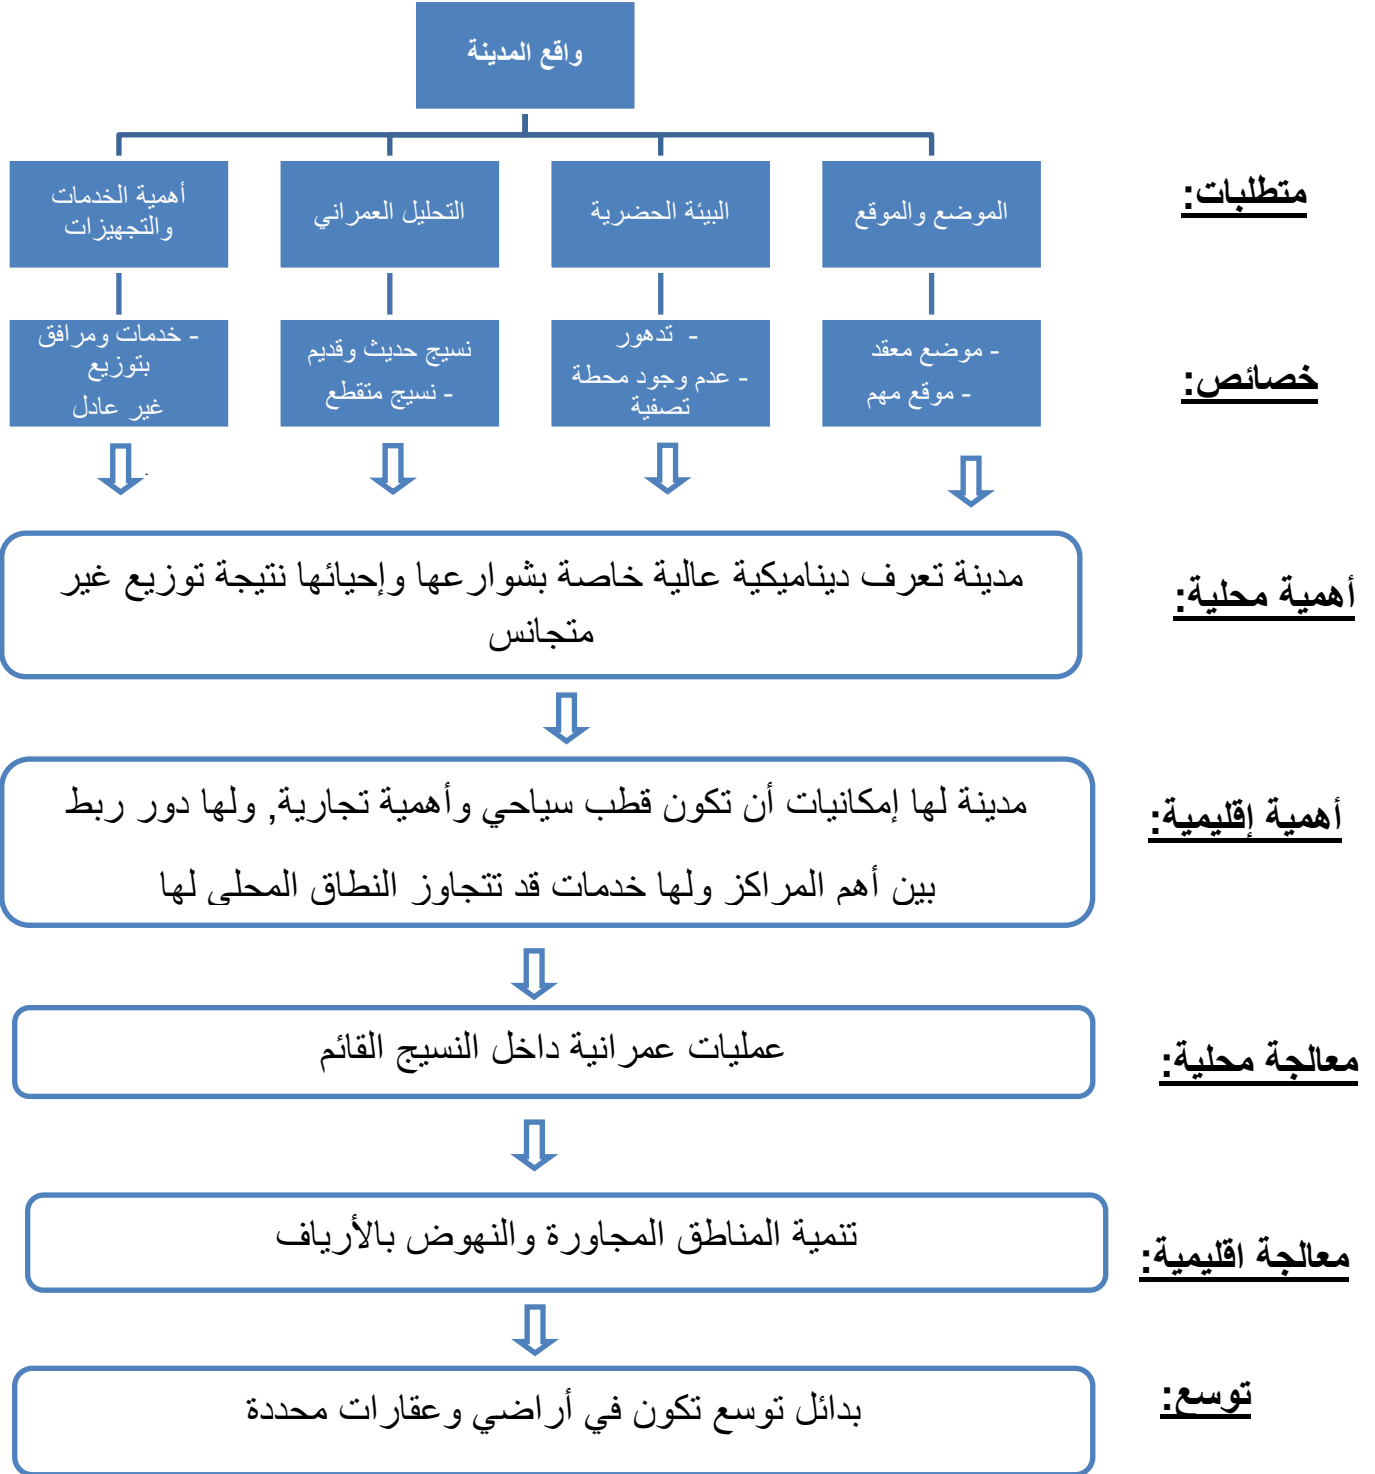 واقع المدينة
متطلبات:
الموضع والموقع
البيئة الحضرية
التحليل العمراني
أهمية الخدمات
والتجهيزات
خصائص:
- موضع معقد
- موقع مهم
- تدهور
- عدم وجود محطة
تصفية
نسيج حديث وقديم
- نسيج متقطع
- خدمات ومرافق
بتوزيع
غير عادل
أهمية محلية:
مدينة تعرف ديناميكية عالية خاصة بشوارعها وإحيائها نتيجة توزيع غير
متجانس
أهمية إقليمية:
مدينة لها إمكانيات أن تكون قطب سياحي وأهمية تجارية, ولها دور ربط
بين أهم المراكز ولها خدمات قد تتجاوز النطاق المحلي لها
معالجة محلية:
عمليات عمرانية داخل النسيج القائم
معالجة اقليمية:
تنمية المناطق المجاورة والنهوض بالأرياف
توسع:
بدائل توسع تكون في أراضي وعقارات محددة